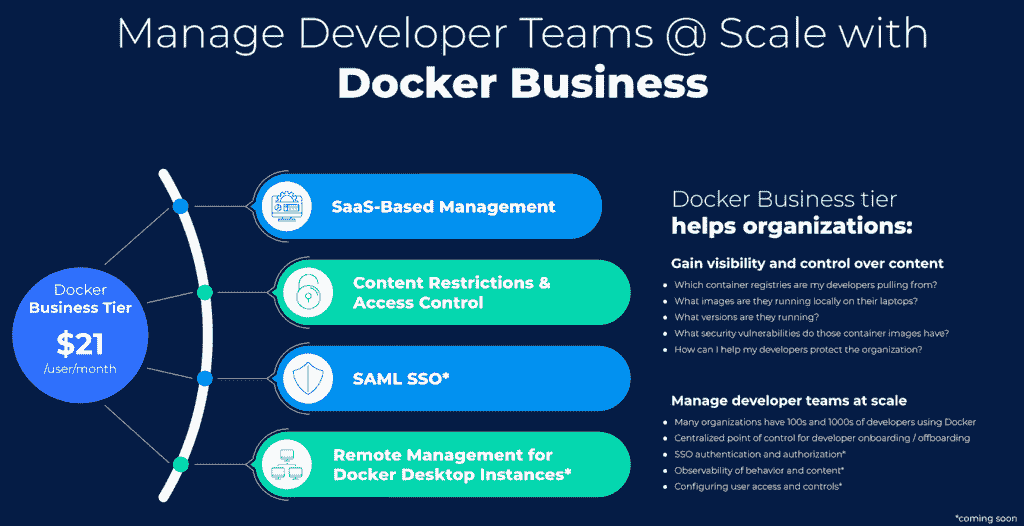 Manage Developer Teams @ Scale with
Docker Business
Docker
Business Tier
$21
/user/month
SaaS-Based Management
Content Restrictions &
Access Control
SAML SSO*
Remote Management for
Docker Desktop Instances*
Docker Business tier
helps organizations:
Gain visibility and control over content
• Which container registries are my developers pulling from?
• What images are they running locally on their laptops?
• What versions are they running?
• What security vulnerabilities do those container images have?
• How can I help my developers protect the organization?
Manage developer teams at scale
• Many organizations have 100s and 1000s of developers using Docker
• Centralized point of control for developer onboarding / offboarding
• SSO authentication and authorization*
• Observability of behavior and content*
• Configuring user access and controls*
*coming soon